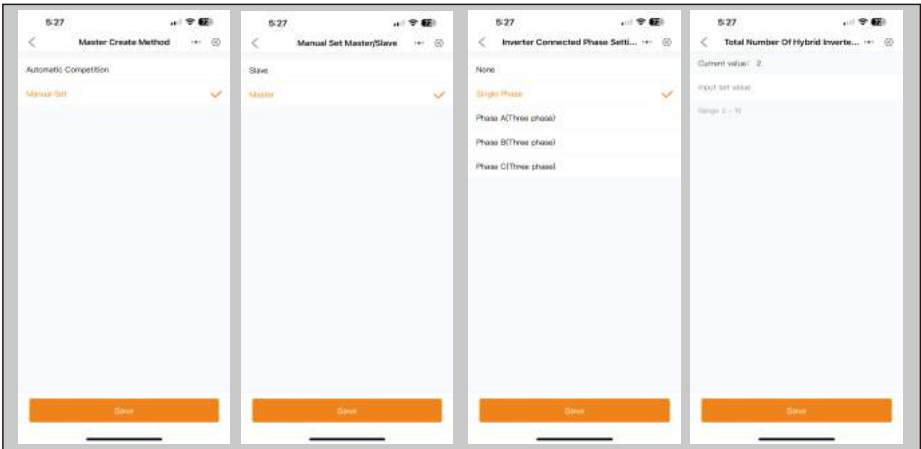 5:27
Master Create Method
Automatic Competition
Manual Set
Save
5:27
Manual Set Master/Slave
Slave
Master
Save
5:27
Inverter Connected Phase Setti...
None
Single Phase
Phase A(Three phase)
Phase B(Three phase)
Phase C(Three phase)
Save
5:27
Total Number Of Hybrid Inverte...
Current value: 2
Input set value
Save